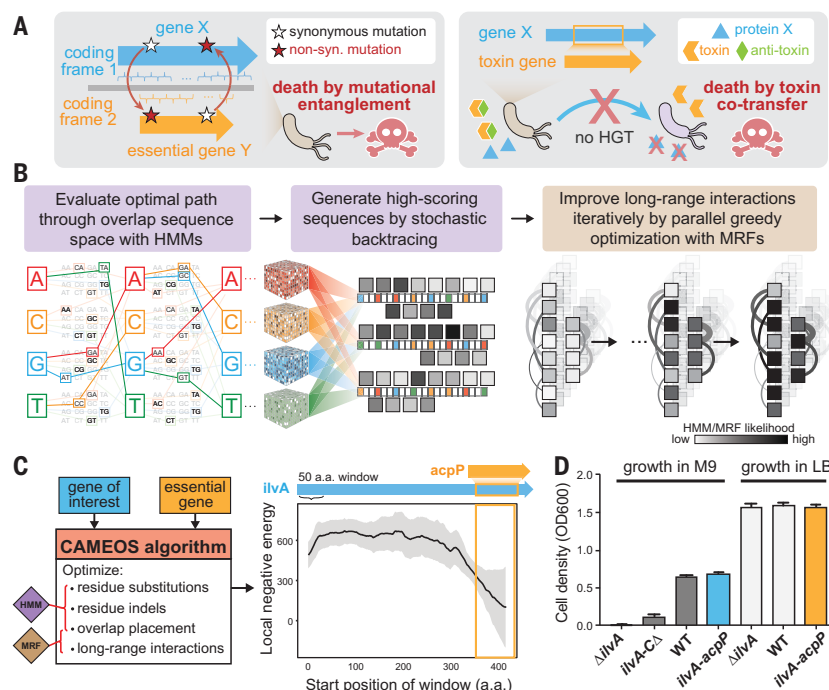 A
gene X
coding
frame 1
coding
frame 2
essential gene Y
synonymous mutation
non-syn. mutation
death by mutational
entanglement
gene X
toxin gene
protein X
toxin
anti-toxin
no HGT
death by toxin
co-transfer
B
Evaluate optimal path
through overlap sequence
space with HMMs
Generate high-scoring
sequences by stochastic
backtracing
Improve long-range interactions
iteratively by parallel greedy
optimization with MRFs
A
A
A
C
C
C
G
G
G
T
T
T
HMM/MRF likelihood
low
high
C
gene of
interest
essential
gene
CAMEOS algorithm
Optimize:
• residue substitutions
• residue indels
• overlap placement
• long-range interactions
HMM
MRF
acpP
ilvA
50 a.a. window
Local negative energy
600
300
0
0
100
200
300
400
Start position of window (a.a.)
D
growth in M9
growth in LB
Cell density (OD600)
2.0
1.5
1.0
0.5
0.0
ΔilvA
ilvA-CΔ
WT
ilvA-acpP
ΔilvA
WT
ilvA-acpP